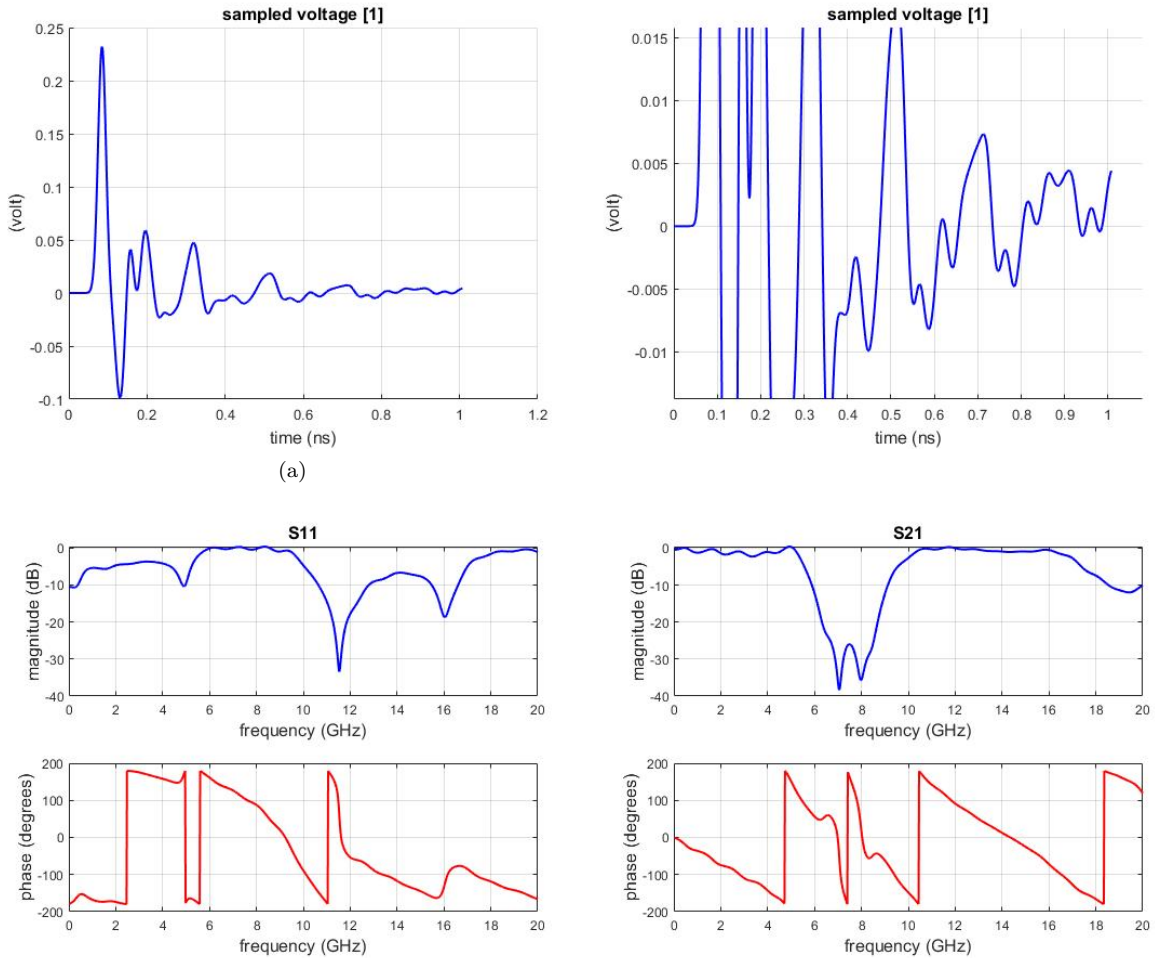 sampled voltage [1]
0.25
0.2
0.15
0.1
0.05
0
-0.05
-0.1
(volt)
0 0.2 0.4 0.6 0.8 1 1.2
time (ns)
(a)
sampled voltage [1]
0.015
0.01
0.005
0
-0.005
-0.01
(volt)
0 0.1 0.2 0.3 0.4 0.5 0.6 0.7 0.8 0.9 1
time (ns)
S11
0
-10
-20
-30
-40
magnitude (dB)
0 2 4 6 8 10 12 14 16 18 20
frequency (GHz)
200
100
0
-100
-200
phase (degrees)
0 2 4 6 8 10 12 14 16 18 20
frequency (GHz)
S21
0
-10
-20
-30
-40
magnitude (dB)
0 2 4 6 8 10 12 14 16 18 20
frequency (GHz)
200
100
0
-100
-200
phase (degrees)
0 2 4 6 8 10 12 14 16 18 20
frequency (GHz)